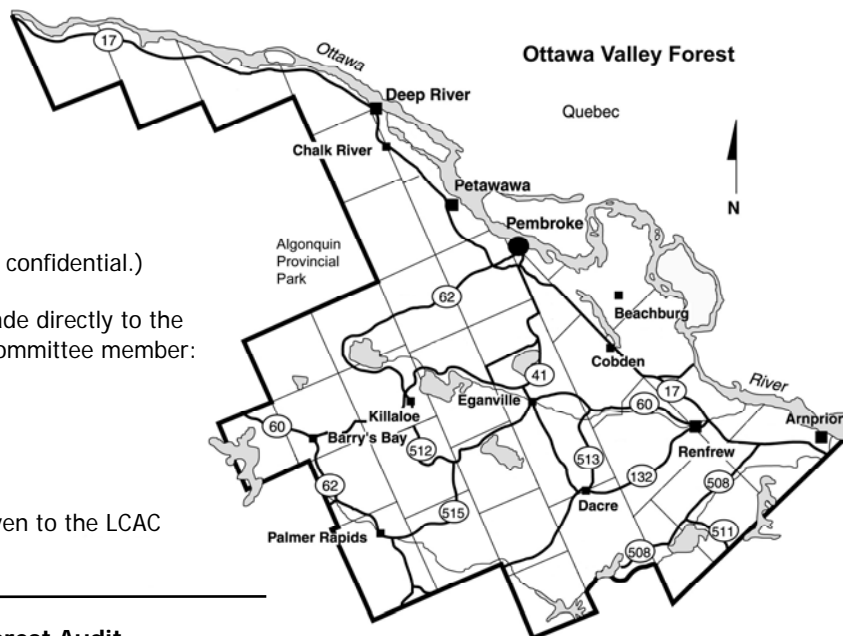 Ottawa Valley Forest
17
Ottawa
Deep River
Quebec
Chalk River
Petawawa
N
Pembroke
Algonquin
Provincial
Park
confidential.)
62
Beachburg
de directly to the
ommittee member:
Cobden
41
17
River
Killaloe
Eganville
60
Arnprior
60
Barry's Bay
512
513
Renfrew
62
132
508
Dacre
515
ven to the LCAC
Palmer Rapids
511
508
rest Audit